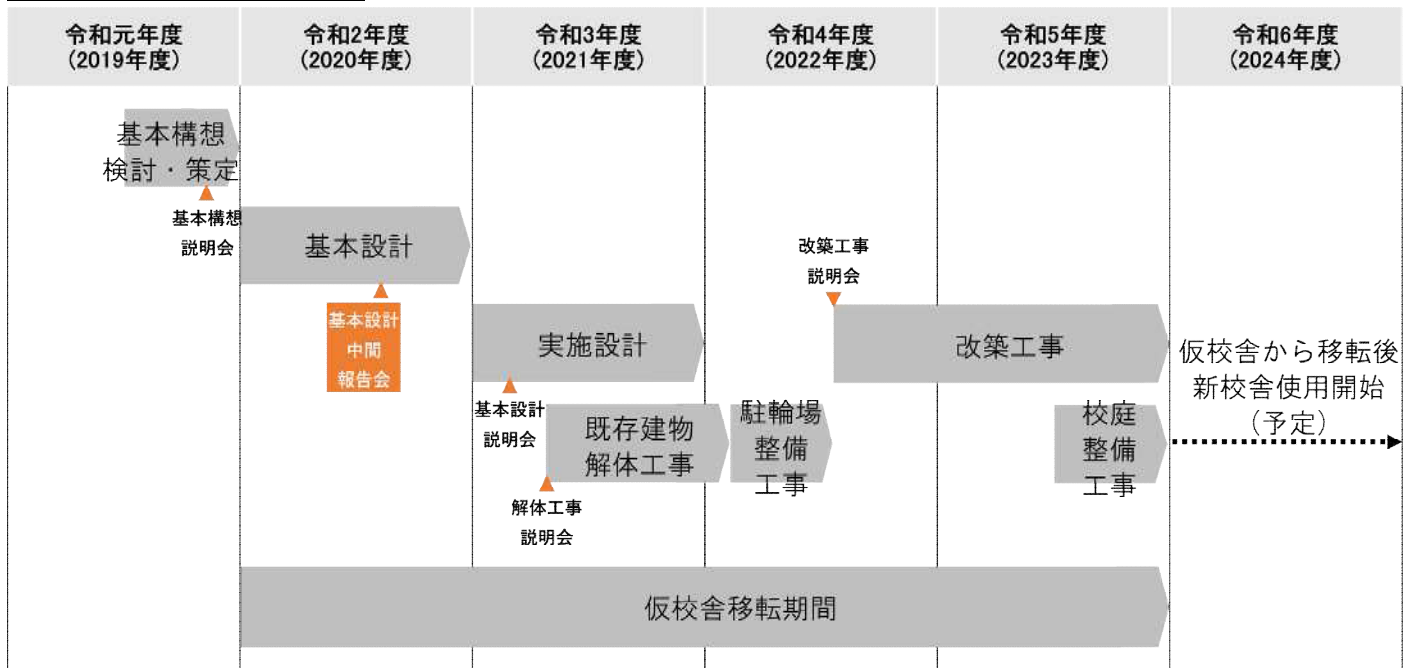 令和元年度
(2019年度)
令和2年度
(2020年度)
令和3年度
(2021年度)
令和4年度
(2022年度)
令和5年度
(2023年度)
令和6年度
(2024年度)
基本構想
検討・策定
基本構想
説明会
基本設計
基本設計
中間
報告会
改築工事
説明会
実施設計
改築工事
仮校舎から移転後
新校舎使用開始
(予定)
基本設計
説明会
既存建物
解体工事
駐輪場
整備
工事
校庭
整備
工事
解体工事
説明会
仮校舎移転期間